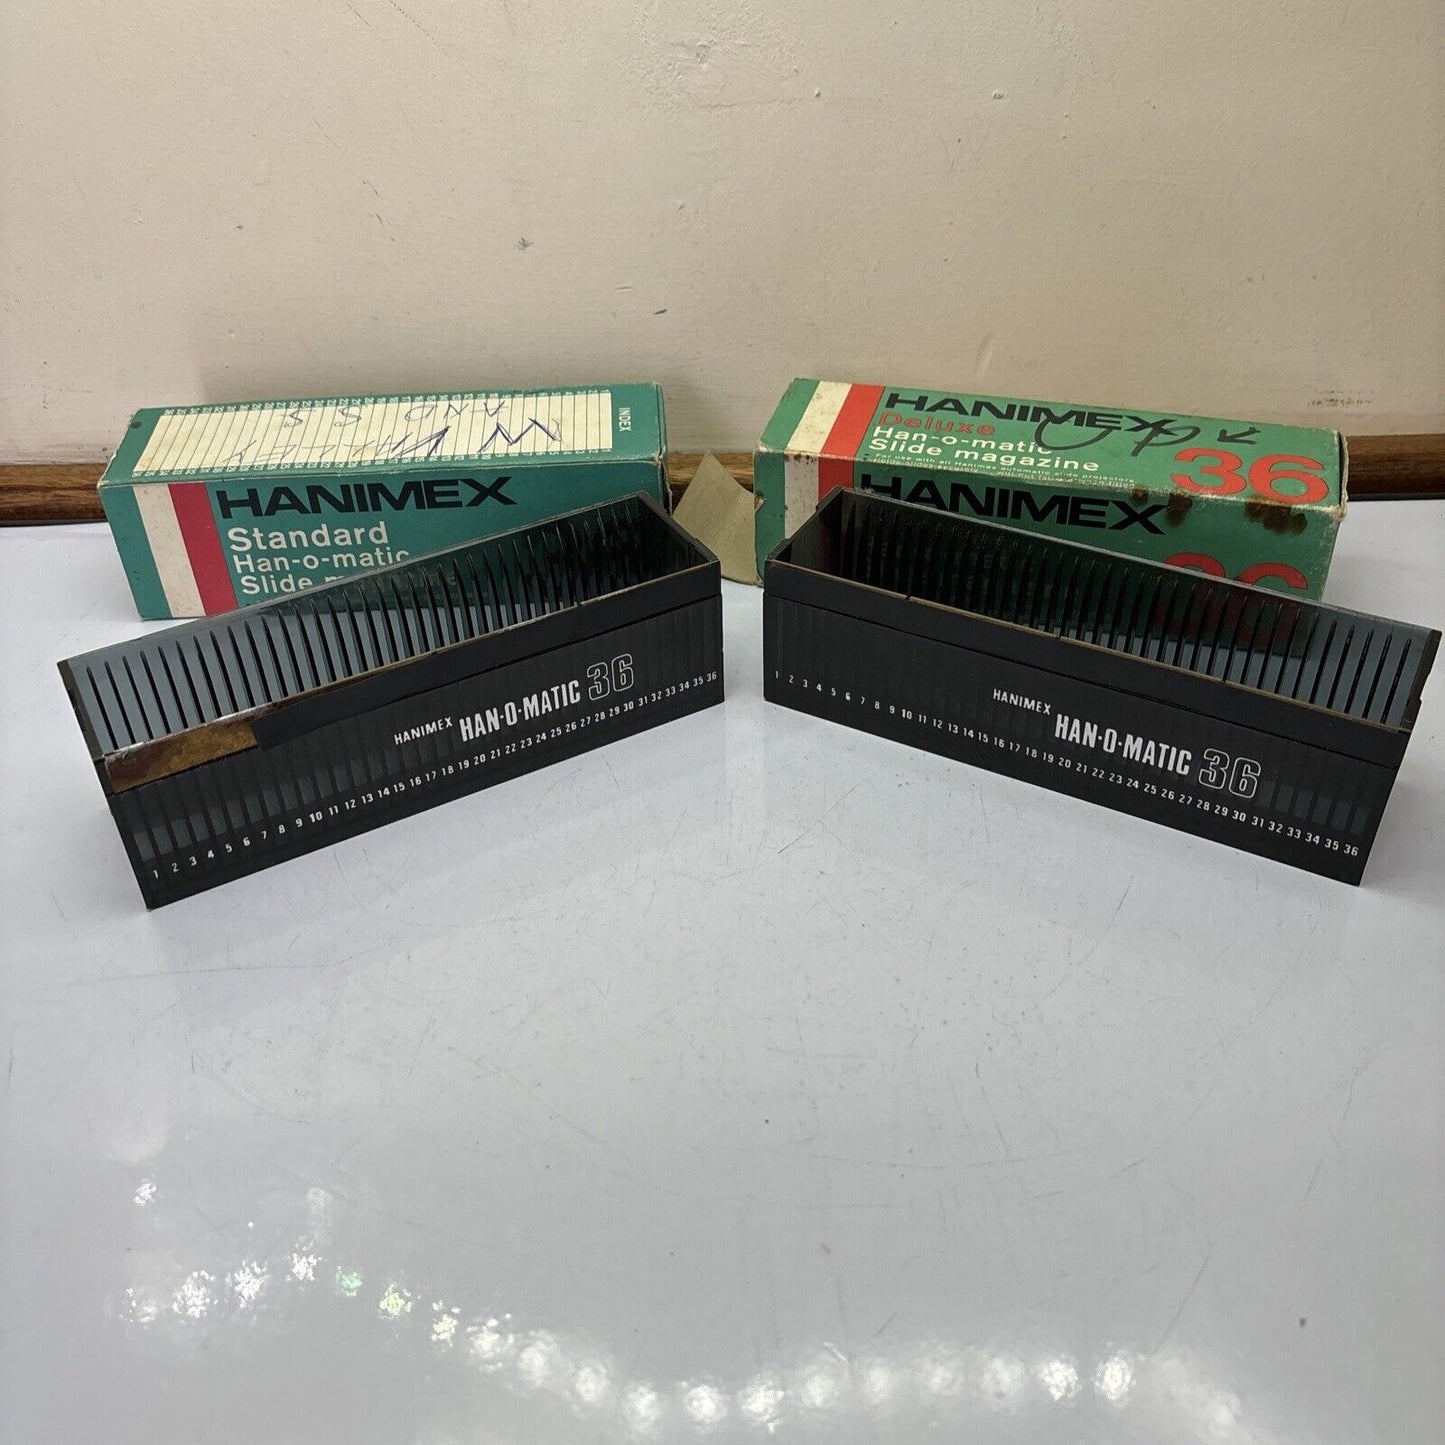 INDEX
AND
HANIMEX
Standard
Han-o-matic
Slide
HANIMEX
Deluxe
Han-o-matic
Slide magazine
36
HANIMEX
36
HANIMEX HAN-O-MATIC 36
1 2 3 4 5 6 7 8 9 10 11 12 13 14 15 16 17 18 19 20 21 22 23 24 25 26 27 28 29 30 31 32 33 34 35 36
HANIMEX HAN-O-MATIC 36
1 2 3 4 5 6 7 8 9 10 11 12 13 14 15 16 17 18 19 20 21 22 23 24 25 26 27 28 29 30 31 32 33 34 35 36